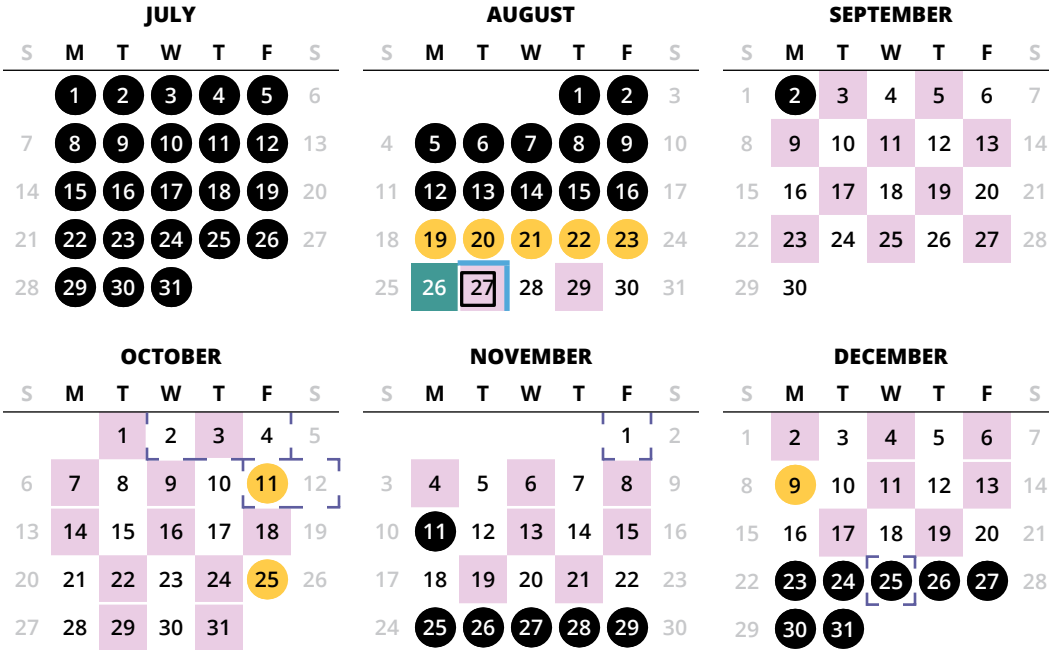 JULY AUGUST SEPTEMBER
S M T W T F S S M T W T F S S M T W T F S
1 2 3 4 5 6 1 2 3 1 2 3 4 5 6 7
7 8 9 10 11 12 13 4 5 6 7 8 9 10 8 9 10 11 12 13 14
14 15 16 17 18 19 20 11 12 13 14 15 16 17 15 16 17 18 19 20 21
21 22 23 24 25 26 27 18 19 20 21 22 23 24 22 23 24 25 26 27 28
28 29 30 31 25 26 27 28 29 30 31 29 30
OCTOBER NOVEMBER DECEMBER
S M T W T F S S M T W T F S S M T W T F S
1 2 3 4 5 1 2 1 2 3 4 5 6 7
6 7 8 9 10 11 12 3 4 5 6 7 8 9 8 9 10 11 12 13 14
13 14 15 16 17 18 19 10 11 12 13 14 15 16 15 16 17 18 19 20 21
20 21 22 23 24 25 26 17 18 19 20 21 22 23 22 23 24 25 26 27 28
27 28 29 30 31 24 25 26 27 28 29 30 29 30 31